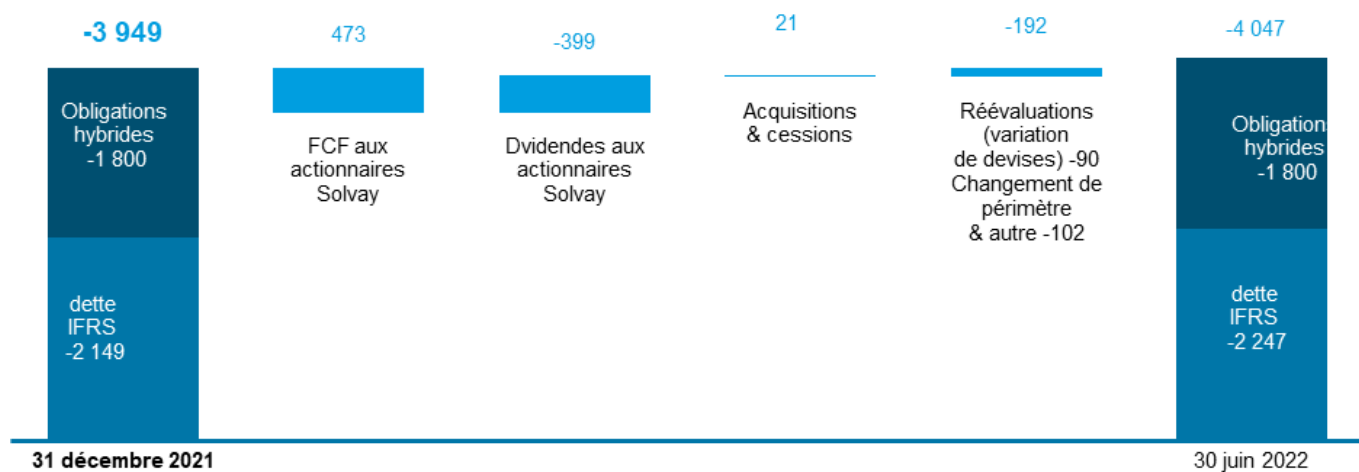 -3 949
473
-399
21
-192
-4 047
Obligations
hybrides
-1 800
FCF aux
actionnaires
Solvay
Dvidendes aux
actionnaires
Solvay
Acquisitions
& cessions
Réévaluations
(variation
de devises) -90
Changement de
périmètre
& autre -102
Obligations
hybrides
-1 800
dette
IFRS
-2 149
dette
IFRS
-2 247
31 décembre 2021
30 juin 2022